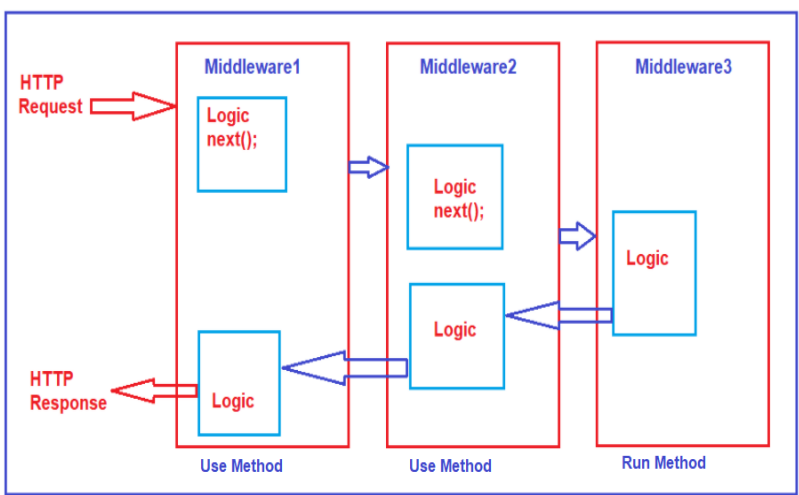 Middleware1
Middleware2
Middleware3
HTTP
Request
Logic
next();
Logic
next();
Logic
Logic
Logic
HTTP
Response
Use Method
Use Method
Run Method